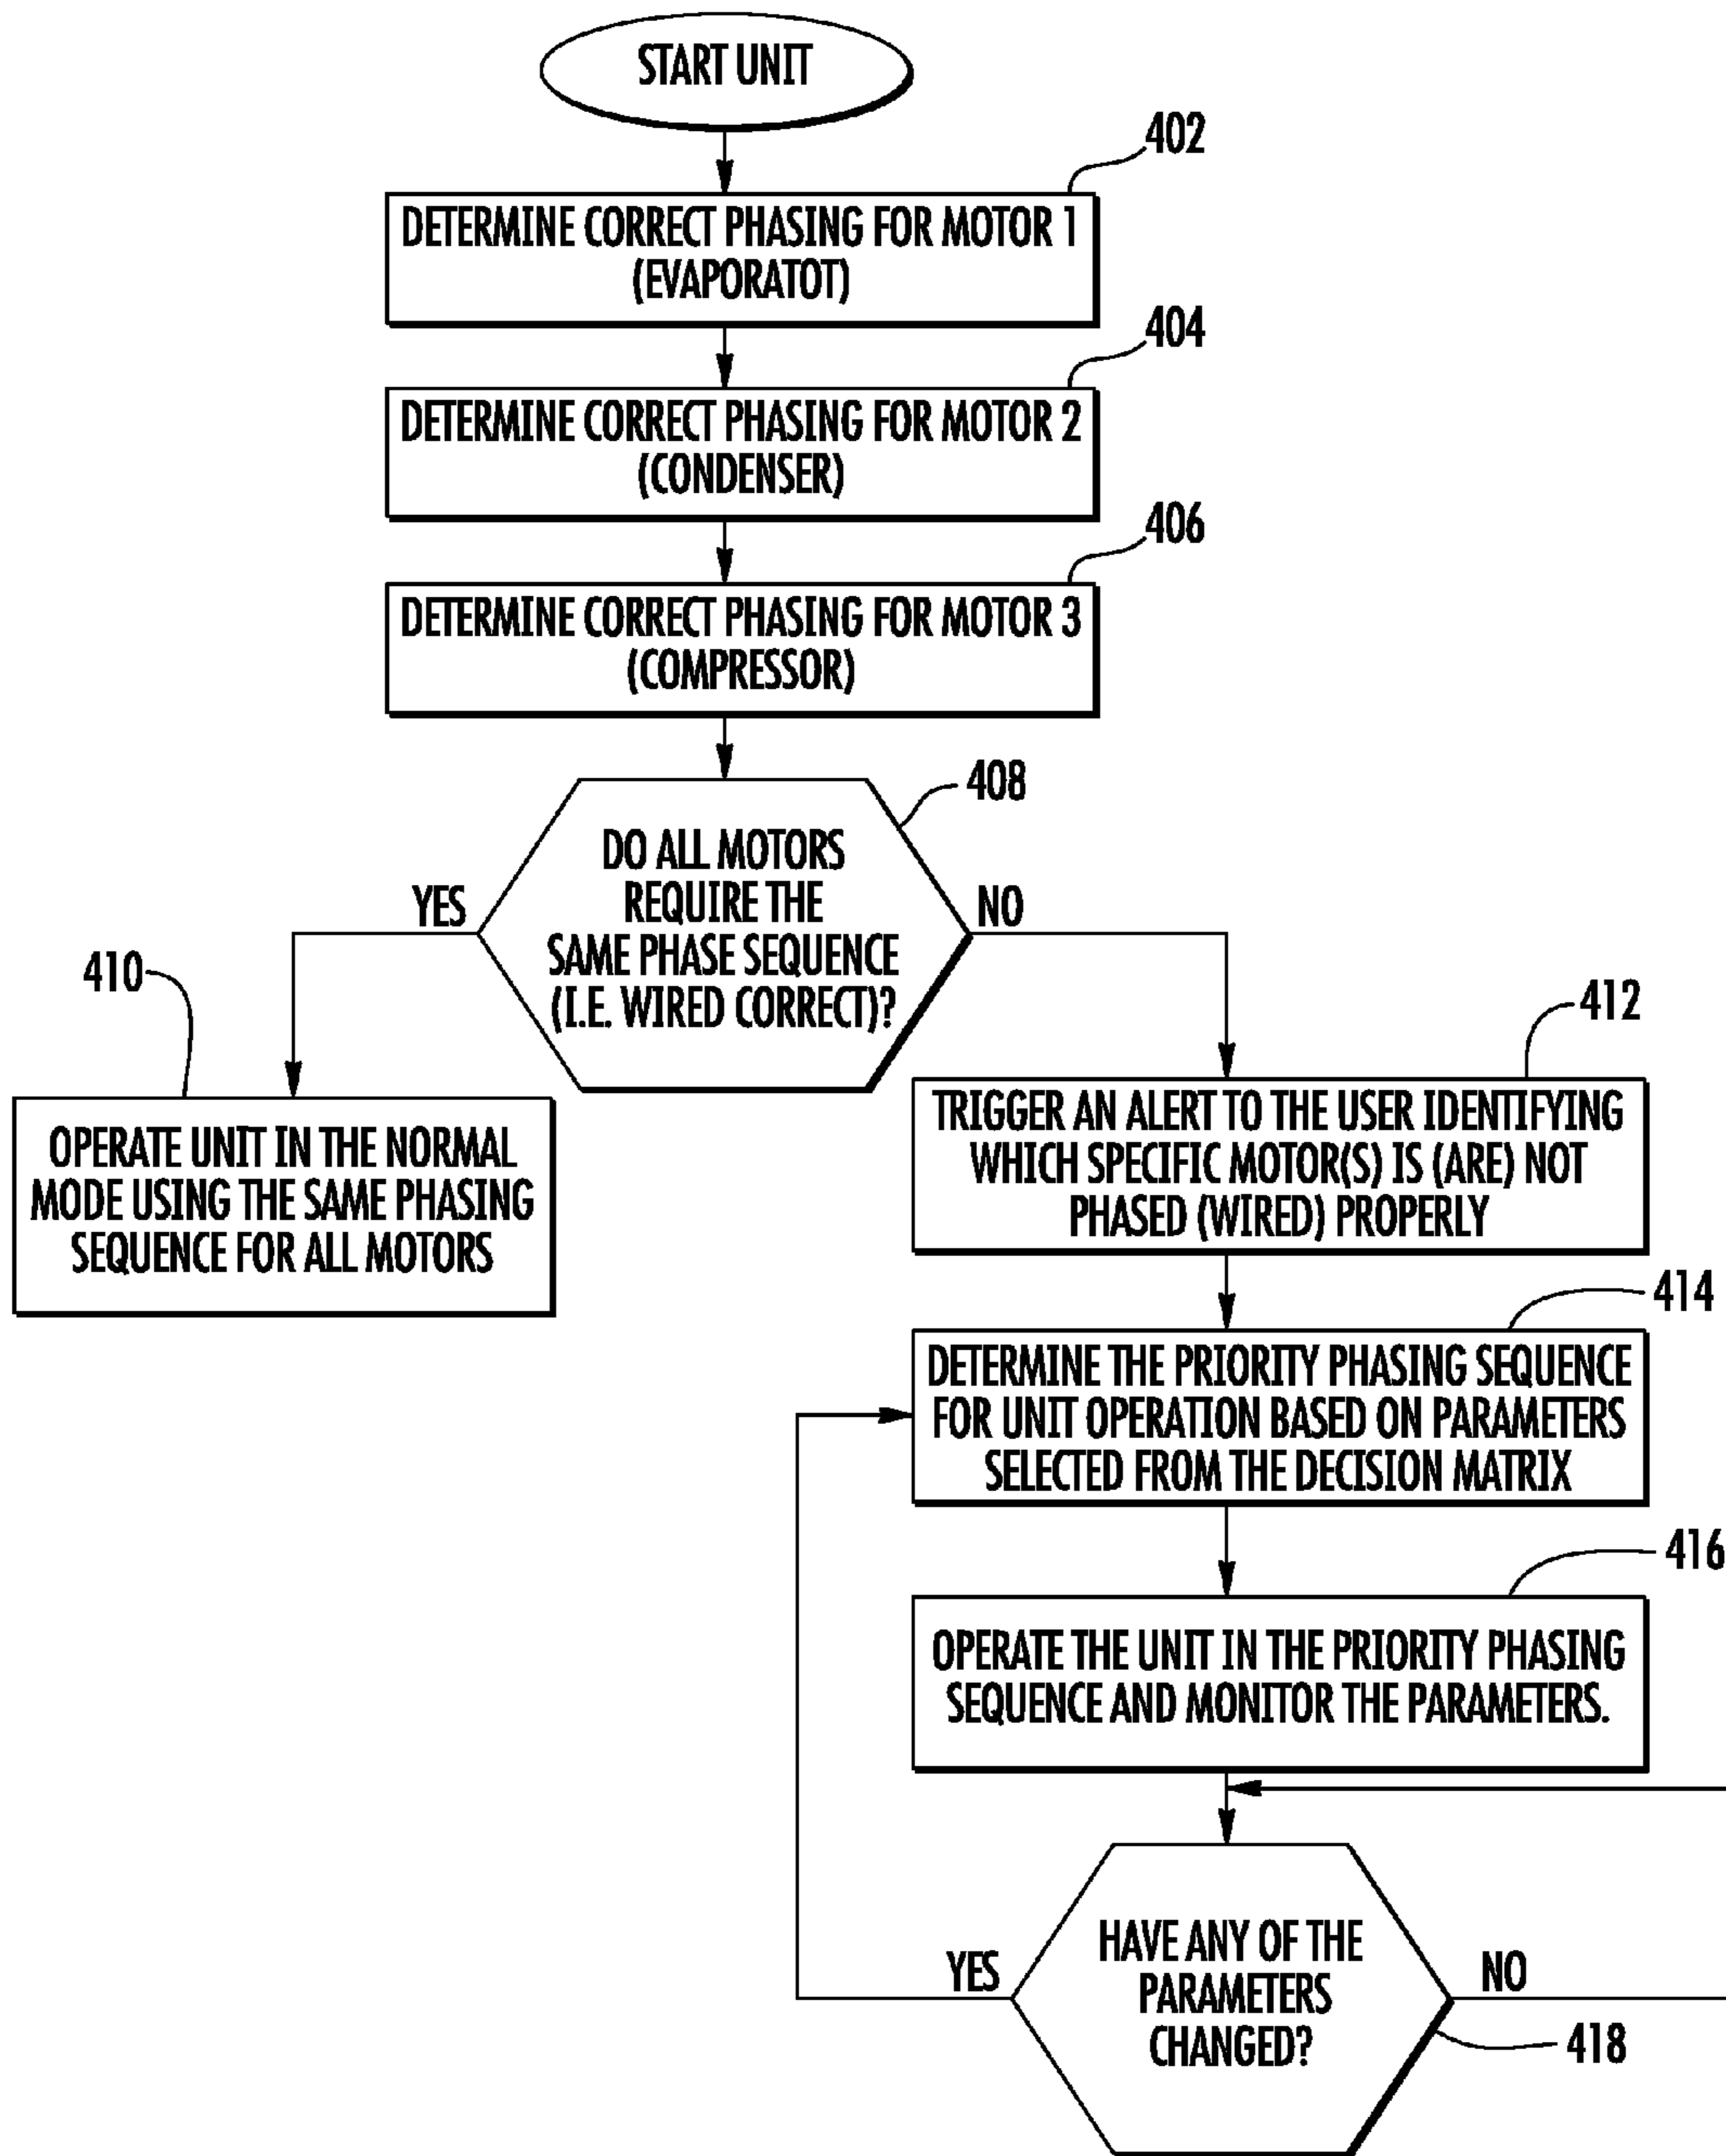 START UNIT
402
DETERMINE CORRECT PHASING FOR MOTOR 1
(EVAPORATOT)
404
DETERMINE CORRECT PHASING FOR MOTOR 2
(CONDENSER)
406
DETERMINE CORRECT PHASING FOR MOTOR 3
(COMPRESSOR)
408
DO ALL MOTORS
REQUIRE THE
SAME PHASE SEQUENCE
(I.E. WIRED CORRECT)?
YES
NO
410
OPERATE UNIT IN THE NORMAL
MODE USING THE SAME PHASING
SEQUENCE FOR ALL MOTORS
412
TRIGGER AN ALERT TO THE USER IDENTIFYING
WHICH SPECIFIC MOTOR(S) IS (ARE) NOT
PHASED (WIRED) PROPERLY
414
DETERMINE THE PRIORITY PHASING SEQUENCE
FOR UNIT OPERATION BASED ON PARAMETERS
SELECTED FROM THE DECISION MATRIX
416
OPERATE THE UNIT IN THE PRIORITY PHASING
SEQUENCE AND MONITOR THE PARAMETERS.
HAVE ANY OF THE
PARAMETERS
CHANGED?
YES
NO
418